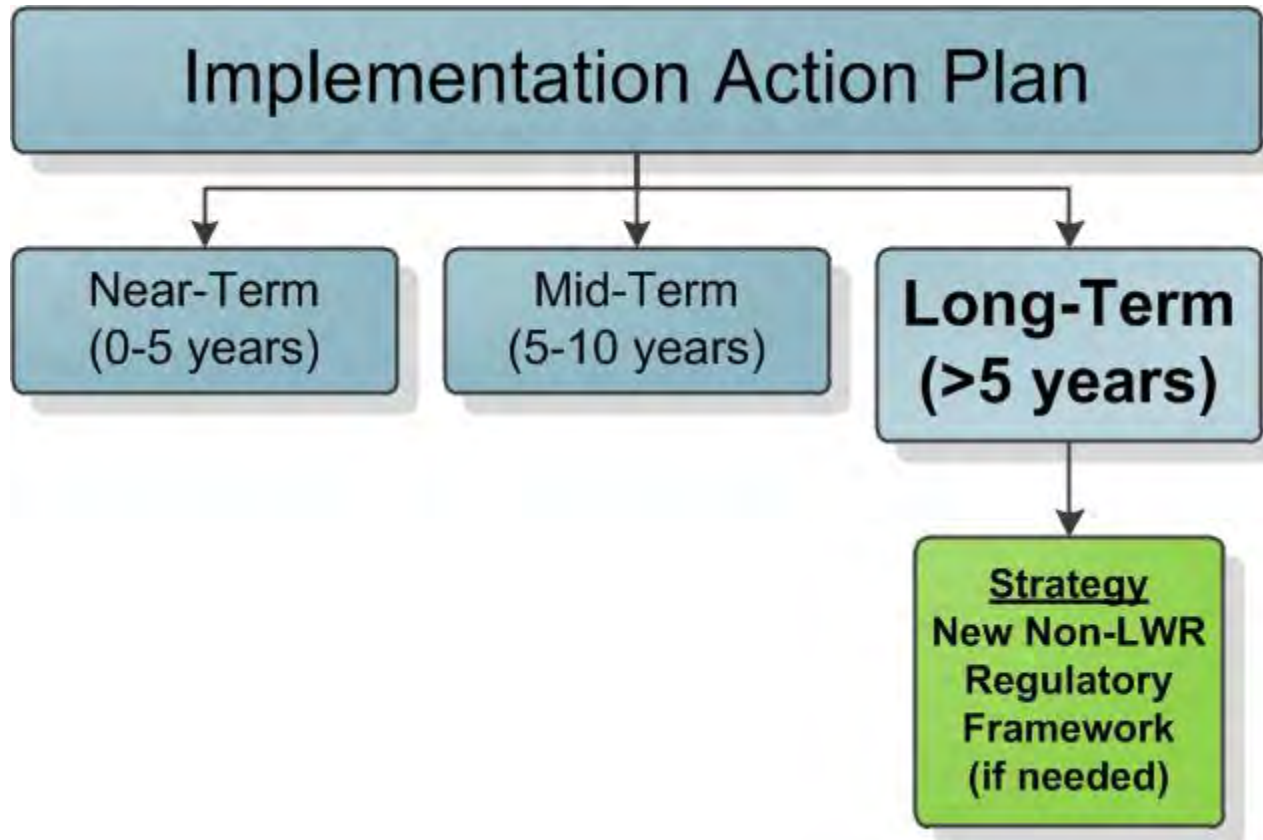 Implementation Action Plan
Near-Term
(0-5 years)
Mid-Term
(5-10 years)
Long-Term
(>5 years)
Strategy
New Non-LWR
Regulatory
Framework
(if needed)